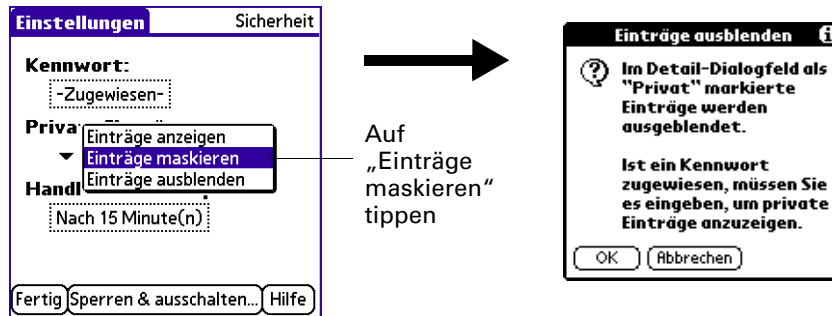 Einstellungen Sicherheit
Kennwort:
-Zugewiesen-
Einträge anzeigen
Einträge maskieren
Einträge ausblenden
Nach 15 Minute(n)
Fertig Sperren & ausschalten... Hilfe
Auf
„Einträge
maskieren“
tippen
Einträge ausblenden i
Im Detail-Dialogfeld als
"Privat" markierte
Einträge werden
ausgeblendet.
Ist ein Kennwort
zugewiesen, müssen Sie
es eingeben, um private
Einträge anzuzeigen.
OK Abbrechen